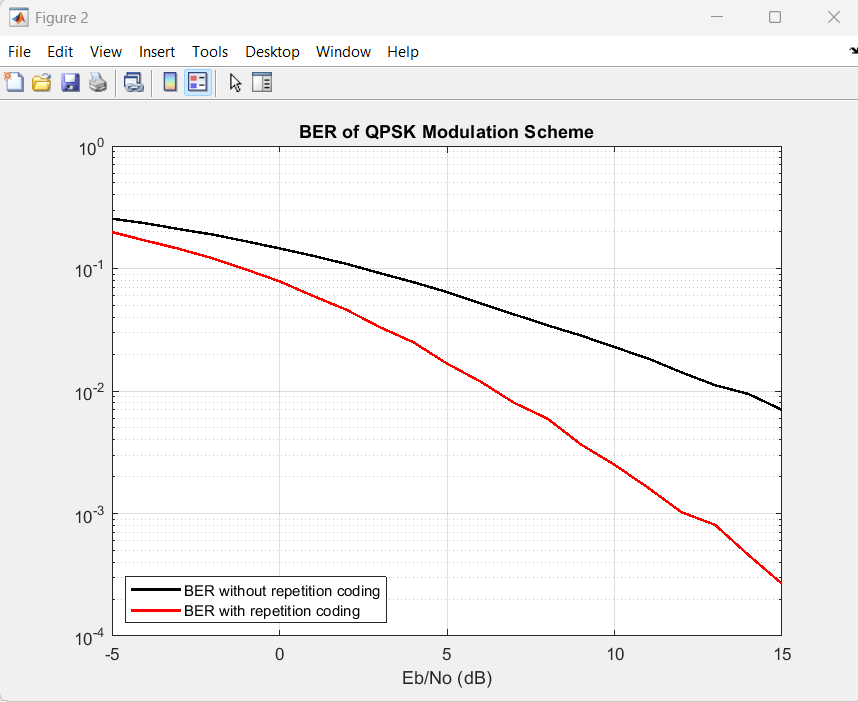 Figure 2
File Edit View Insert Tools Desktop Window Help
BER of QPSK Modulation Scheme
10^0
10^-1
10^-2
10^-3
10^-4
BER without repetition coding
BER with repetition coding
-5 0 5 10 15
Eb/No (dB)